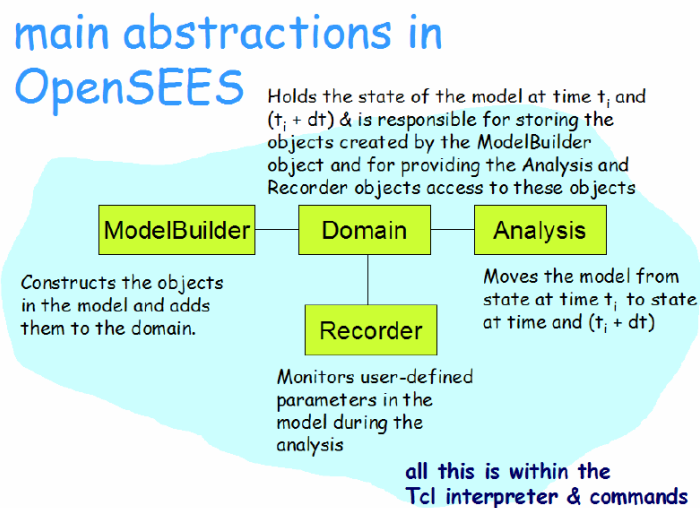 main abstractions in
OpenSEES
Holds the state of the model at time ti and
(ti + dt) & is responsible for storing the
objects created by the ModelBuilder
object and for providing the Analysis and
Recorder objects access to these objects
ModelBuilder
Domain
Analysis
Constructs the objects
in the model and adds
them to the domain.
Moves the model from
state at time ti to state
at time and (ti + dt)
Recorder
Monitors user-defined
parameters in the
model during the
analysis
all this is within the
Tcl interpreter & commands